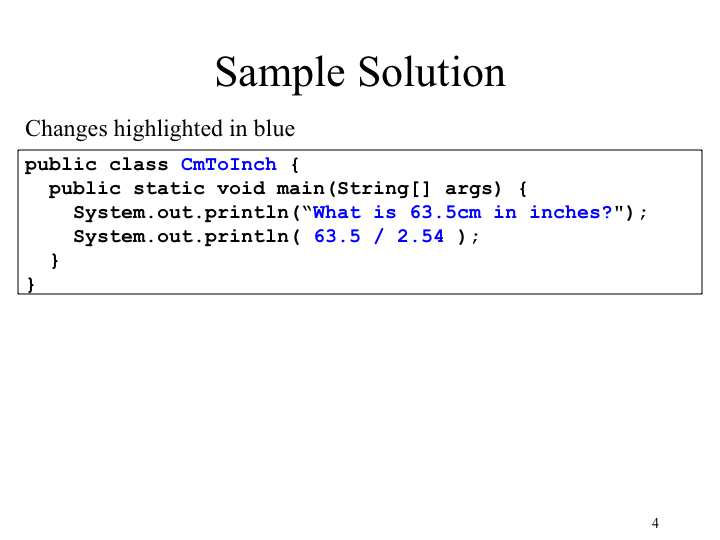 Sample Solution
Changes highlighted in blue
public class CmToInch {
  public static void main(String[] args) {
    System.out.println(“What is 63.5cm in inches?");
    System.out.println( 63.5 / 2.54 );
  }
}
4